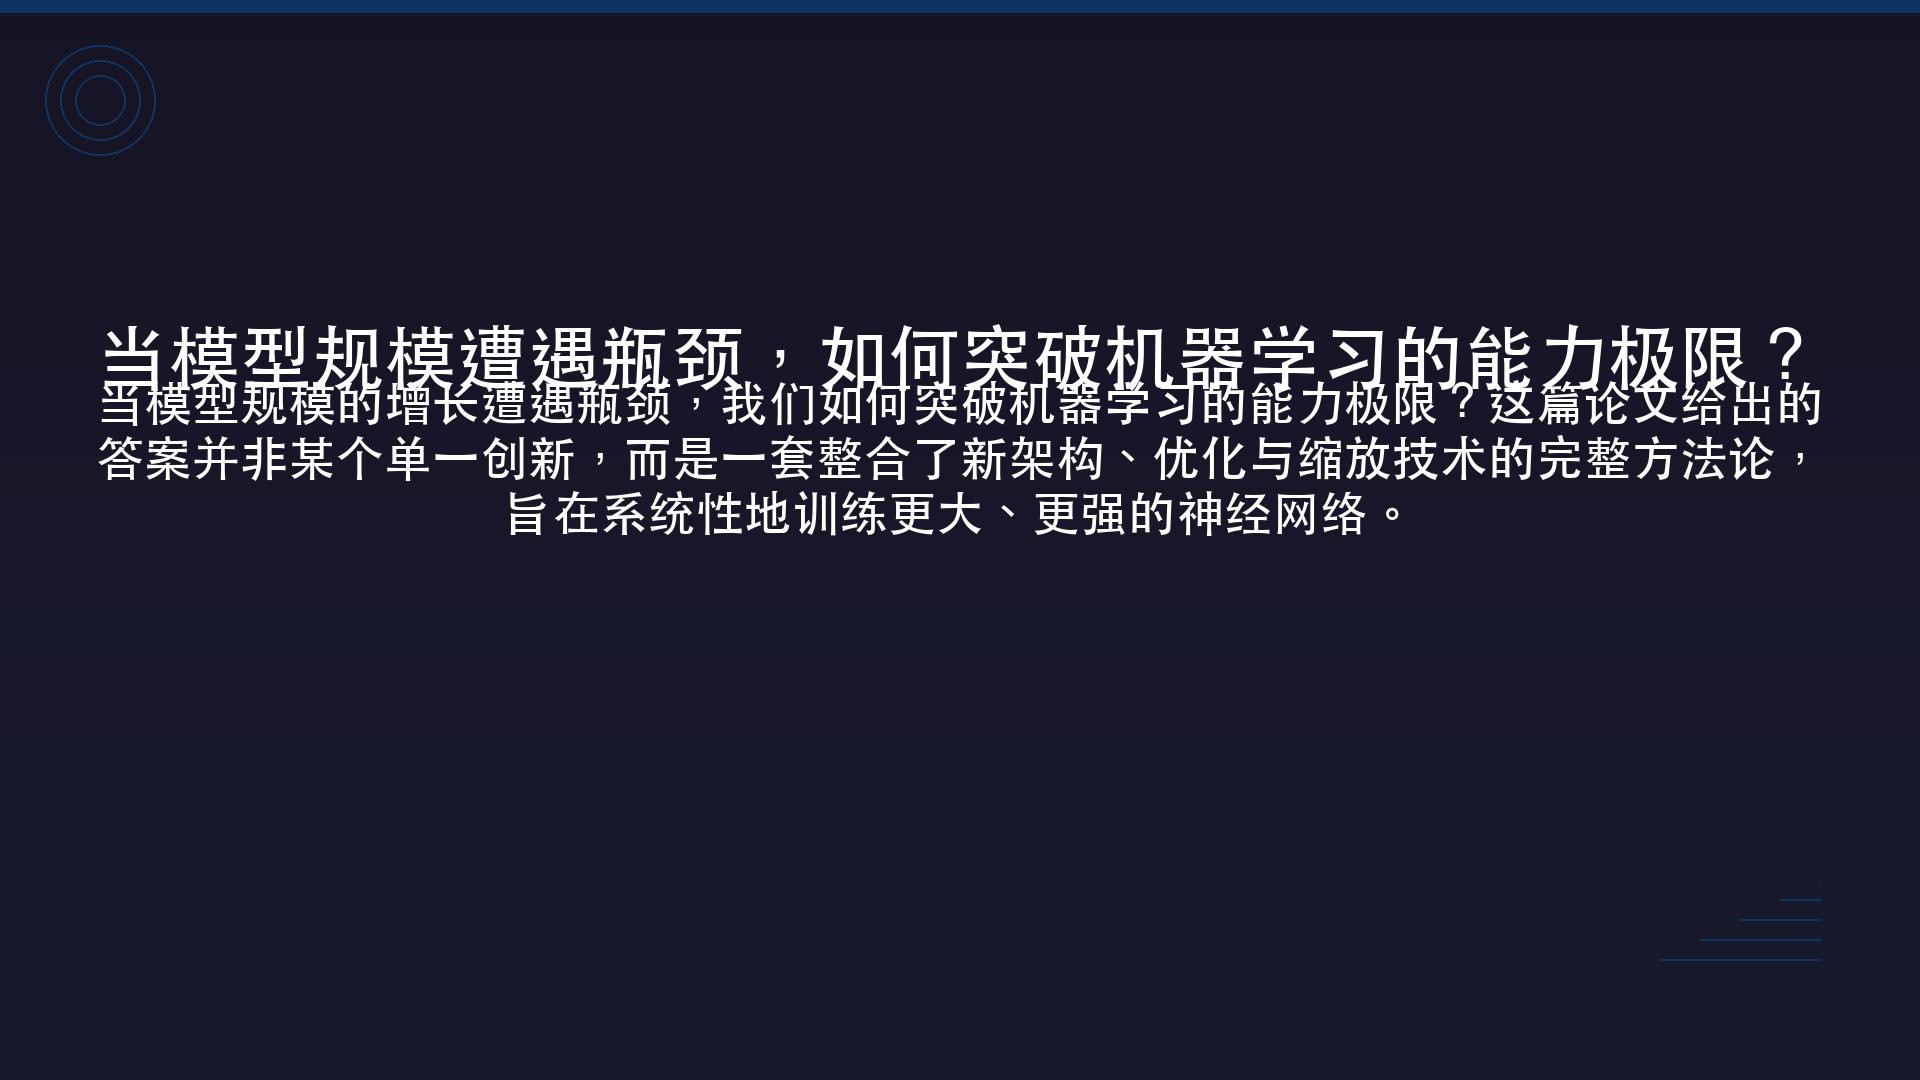 当模型规模遭遇瓶颈，如何突破机器学习的能力极限？
当模型规模的增长遭遇瓶颈，我们如何突破机器学习的能力极限？这篇论文给出的
答案并非某个单一创新，而是一套整合了新架构、优化与缩放技术的完整方法论，
旨在系统性地训练更大、更强的神经网络。